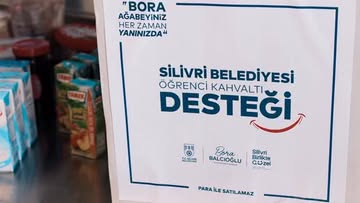 "BORA
AĞABEYİNİZ
HER ZAMAN
YANINIZDA"
SİLİVRİ BELEDİYESİ
ÖĞRENCİ KAHVALTI
DESTEĞİ
Bora
BALCIOĞLU
Silivri
Birlikte
Güzel
PARA İLE SATILAMAZ